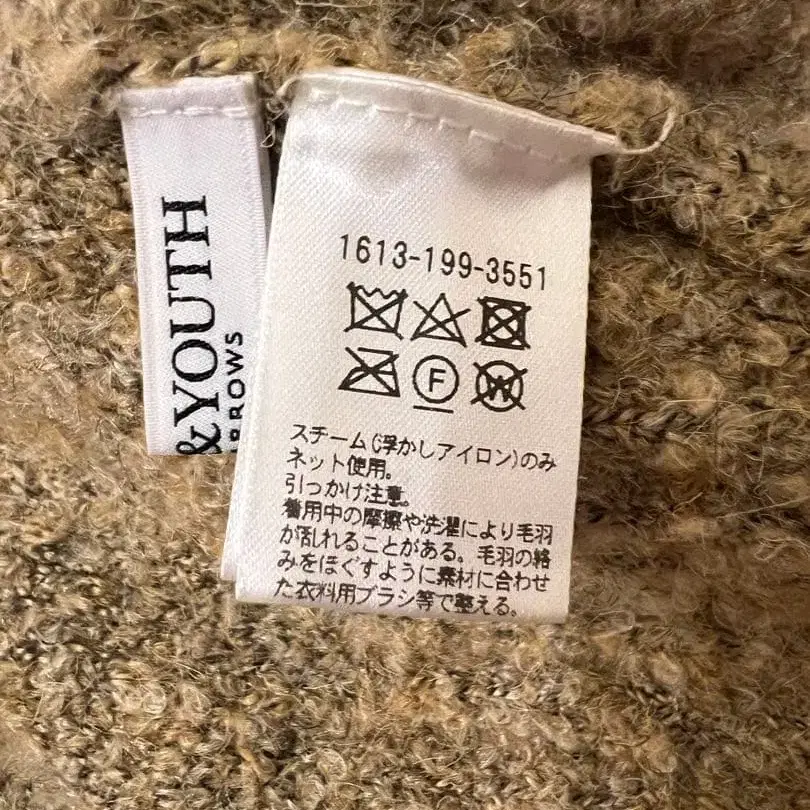 &YOUTH
BROWS
1613-199-3551
F
W
スチーム(浮かしアイロン)のみ
ネット使用。
引っかけ注意。
着用中の摩擦や洗濯により毛羽
が乱れることがある。毛羽の絡
みをほぐすように素材に合わせ
た衣料用ブラシ等で整える。